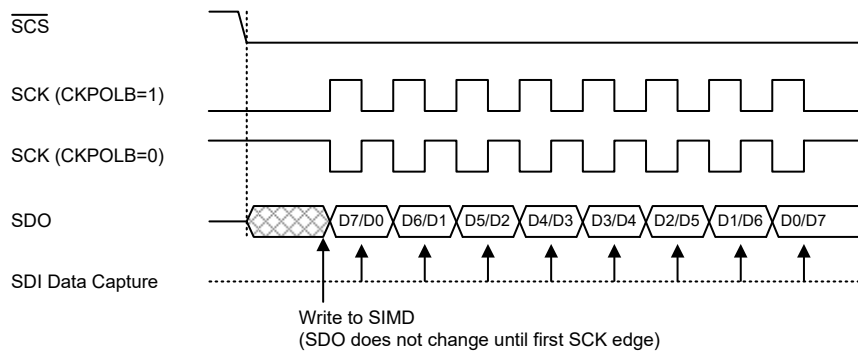 SCS
SCK (CKPOLB=1)
SCK (CKPOLB=0)
SDO
D7/D0 D6/D1 D5/D2 D4/D3 D3/D4 D2/D5 D1/D6 D0/D7
SDI Data Capture
Write to SIMD
(SDO does not change until first SCK edge)